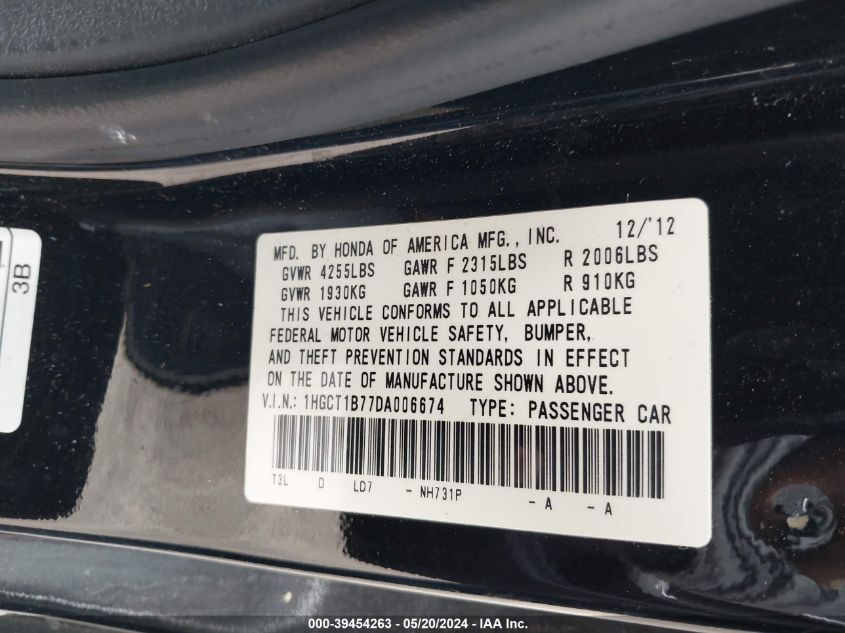 3B
12/'12
MFD. BY HONDA OF AMERICA MFG., INC.
GVWR 4255LBS GAWR F 2315LBS R 2006LBS
GVWR 1930KG GAWR F 1050KG R 910KG
THIS VEHICLE CONFORMS TO ALL APPLICABLE
FEDERAL MOTOR VEHICLE SAFETY, BUMPER,
AND THEFT PREVENTION STANDARDS IN EFFECT
ON THE DATE OF MANUFACTURE SHOWN ABOVE.
V.I.N.: 1HGCT1B77DA006674 TYPE: PASSENGER CAR
T3L D LD7 - NH731P - A - A
000-39454263 - 05/20/2024 - IAA Inc.